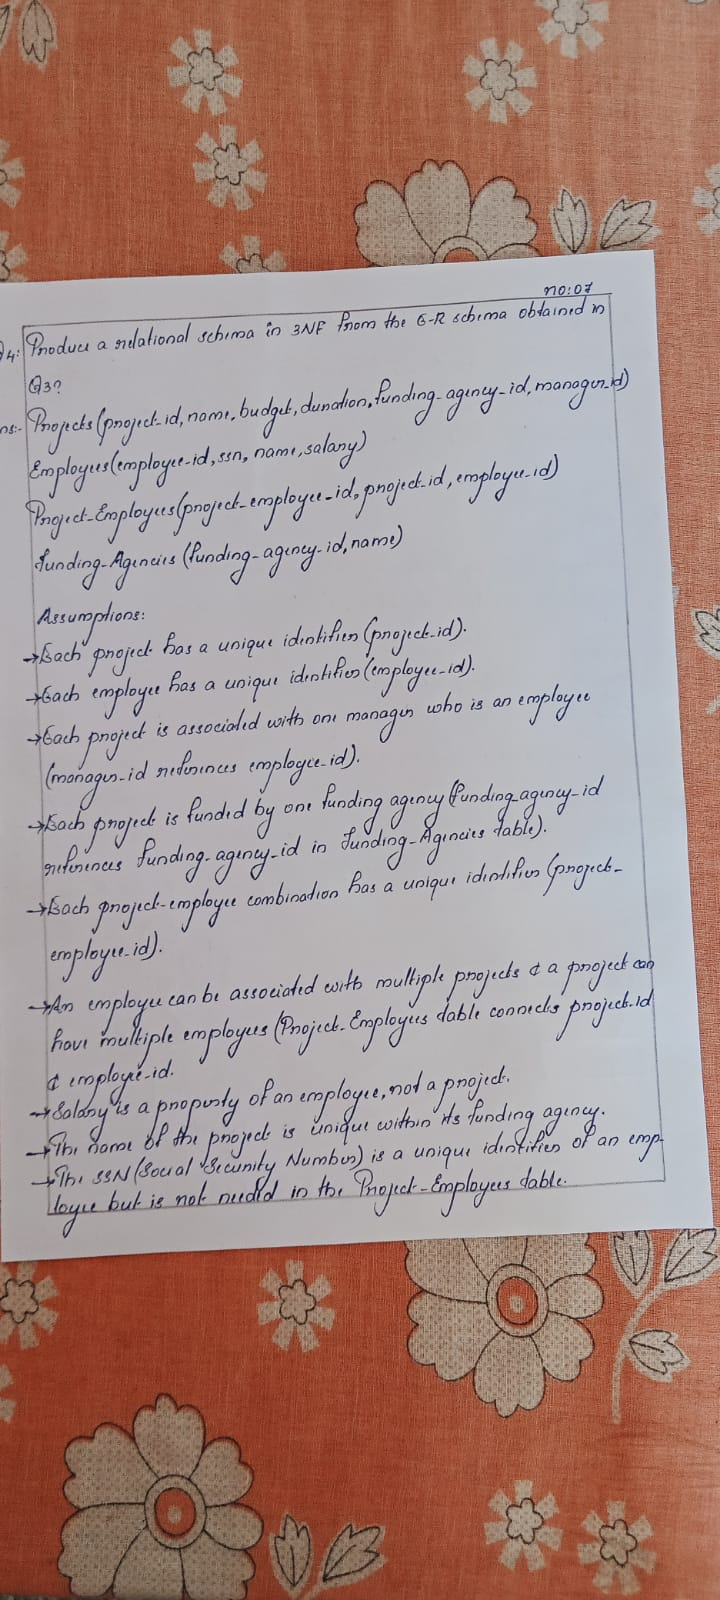 no:07
4: Produce a relational schema in 3NF from the E-R schema obtained in
Q3?
ns:- Projects(project-id, name, budget, duration, funding-agency-id, manager-id)
Employees(employee-id, ssn, name, salary)
Project-Employees(project-employee-id, project-id, employee-id)
Funding-Agencies (funding-agency-id, name)
Assumptions:
→Each project has a unique identifier (project-id).
→Each employee has a unique identifier (employee-id).
→Each project is associated with one manager who is an employee
(manager-id references employee-id).
→Each project is funded by one funding agency (funding-agency-id
references funding-agency-id in Funding-Agencies table).
→Each project-employee combination has a unique identifier (project-
employee-id).
→An employee can be associated with multiple projects & a project can
have multiple employees (Project-Employees table connects project-id
& employee-id.
→Salary is a property of an employee, not a project.
→The name of the project is unique within its funding agency.
→The SSN (Social Security Number) is a unique identifier of an emp-
loyee but is not needed in the Project-Employees table.